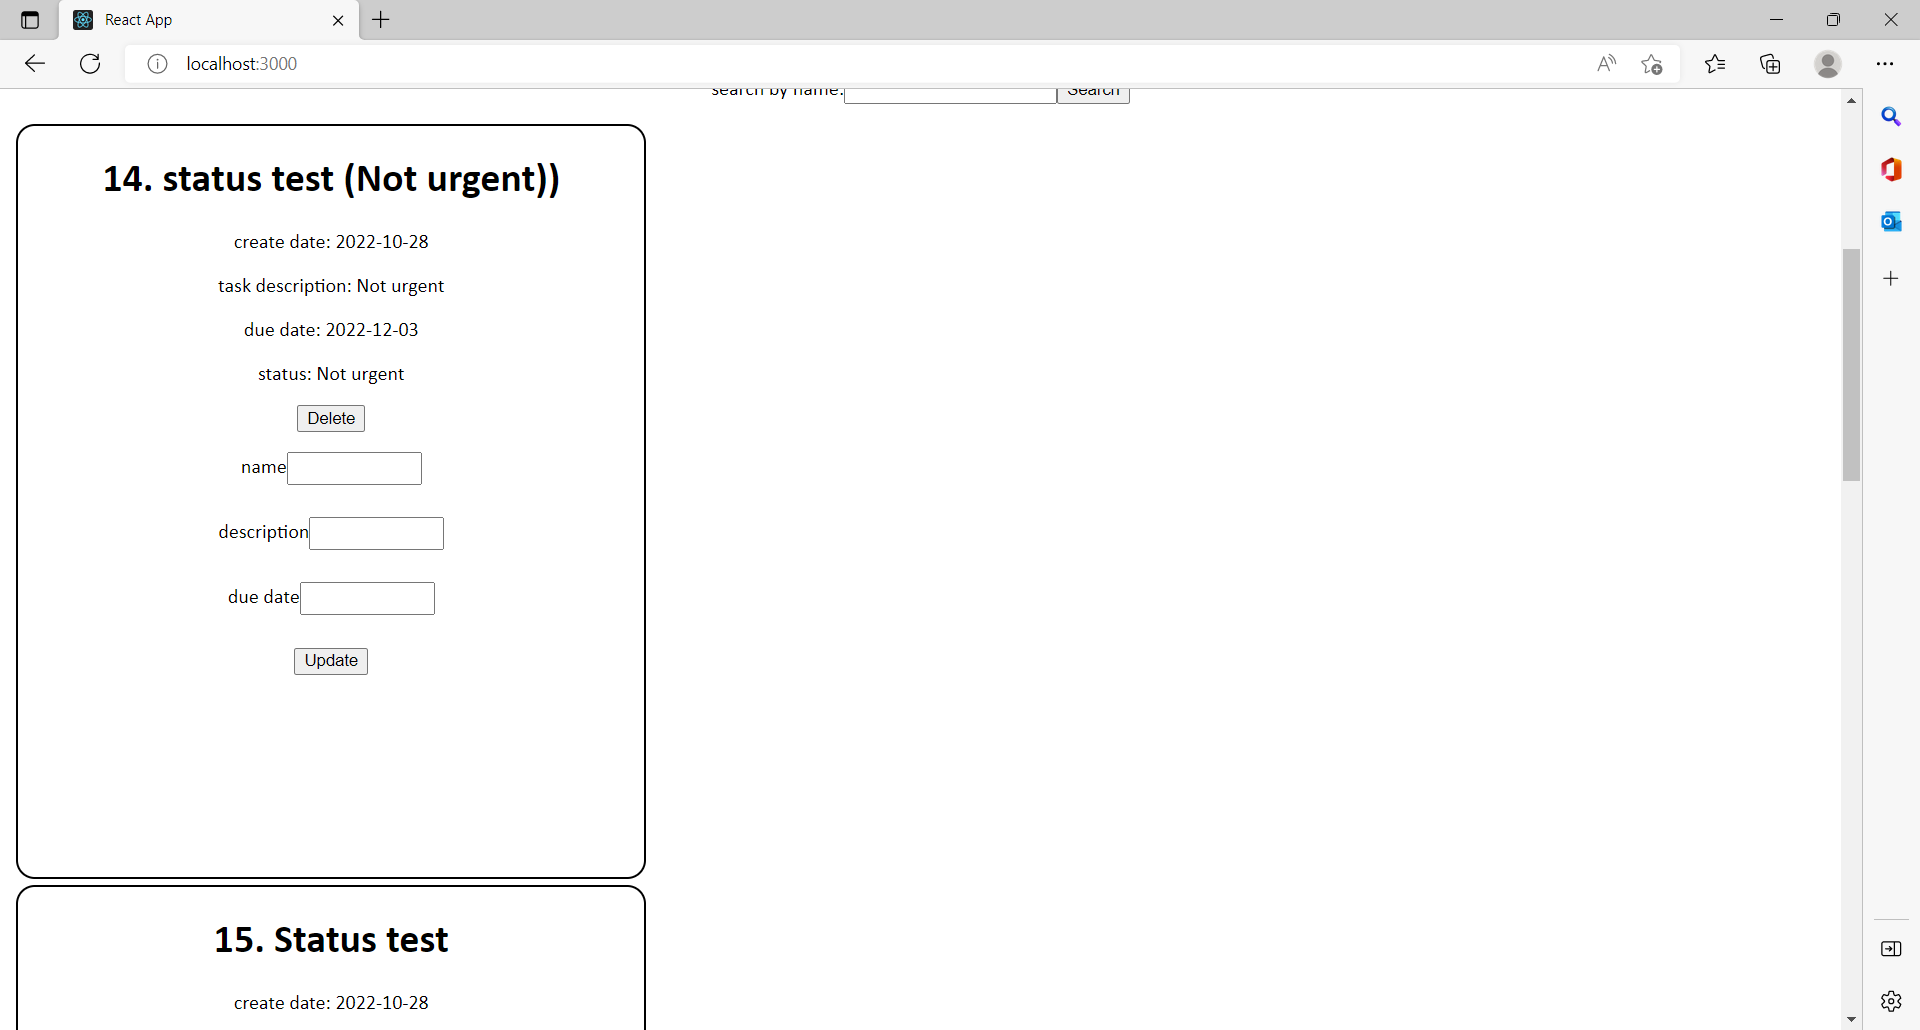 React App
localhost:3000
search by name: Search
14. status test (Not urgent))
create date: 2022-10-28
task description: Not urgent
due date: 2022-12-03
status: Not urgent
Delete
name
description
due date
Update
15. Status test
create date: 2022-10-28